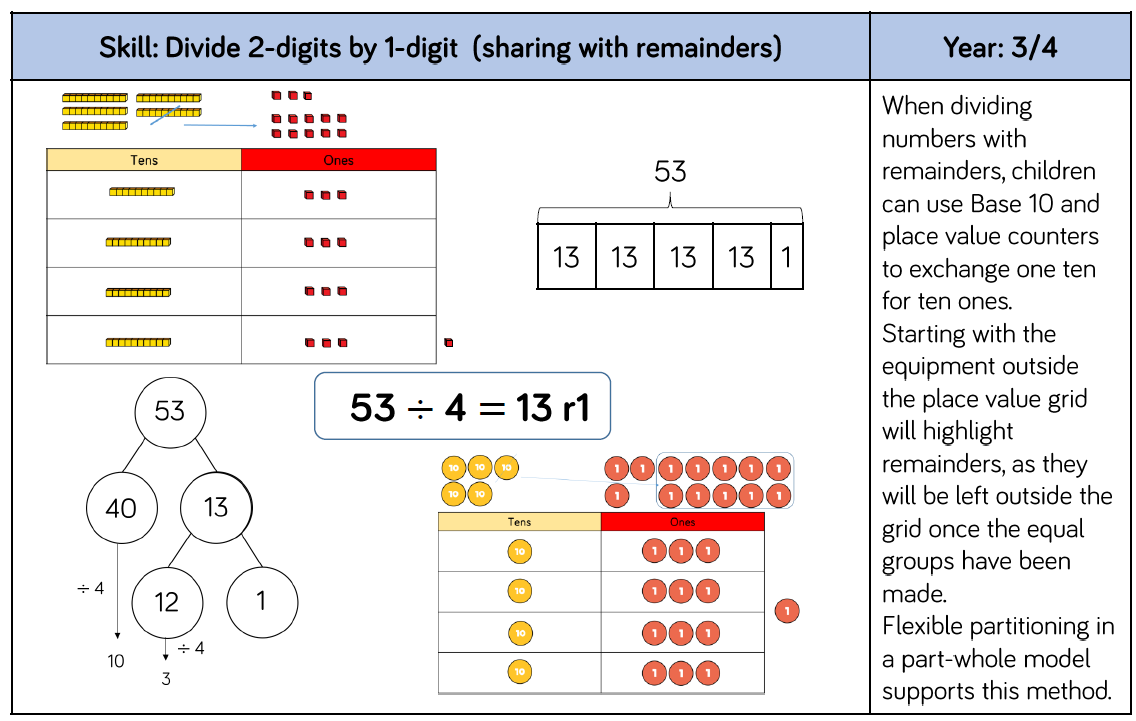 Skill: Divide 2-digits by 1-digit (sharing with remainders)
Year: 3/4
Tens Ones
53
13 13 13 13 1
53 ÷ 4 = 13 r1
53
40 13
÷ 4
12 1
10
÷ 4
3
10 10 10 1 1 1 1 1 1 1
10 10 1 1 1 1 1 1
Tens Ones
10 1 1 1
10 1 1 1
1
10 1 1 1
10 1 1 1
When dividing
numbers with
remainders, children
can use Base 10 and
place value counters
to exchange one ten
for ten ones.
Starting with the
equipment outside
the place value grid
will highlight
remainders, as they
will be left outside the
grid once the equal
groups have been
made.
Flexible partitioning in
a part-whole model
supports this method.